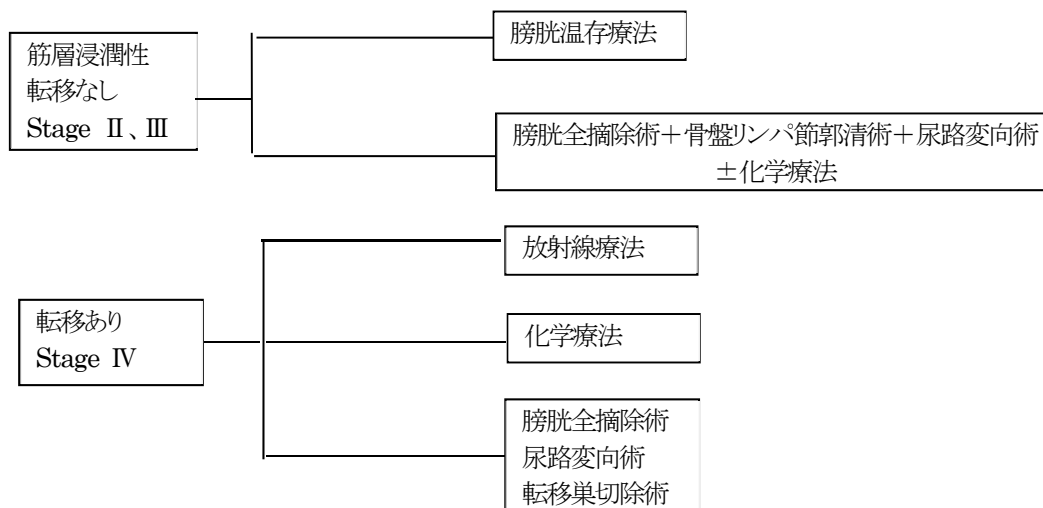 筋層浸潤性
転移なし
Stage Ⅱ、Ⅲ
膀胱温存療法
膀胱全摘除術＋骨盤リンパ節郭清術＋尿路変向術
±化学療法
転移あり
Stage Ⅳ
放射線療法
化学療法
膀胱全摘除術
尿路変向術
転移巣切除術